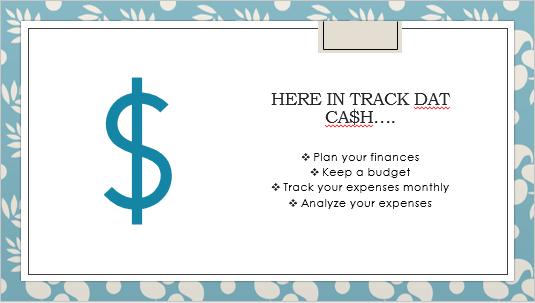 HERE IN TRACK DAT
CA$H....
❖ Plan your finances
❖ Keep a budget
❖ Track your expenses monthly
❖ Analyze your expenses